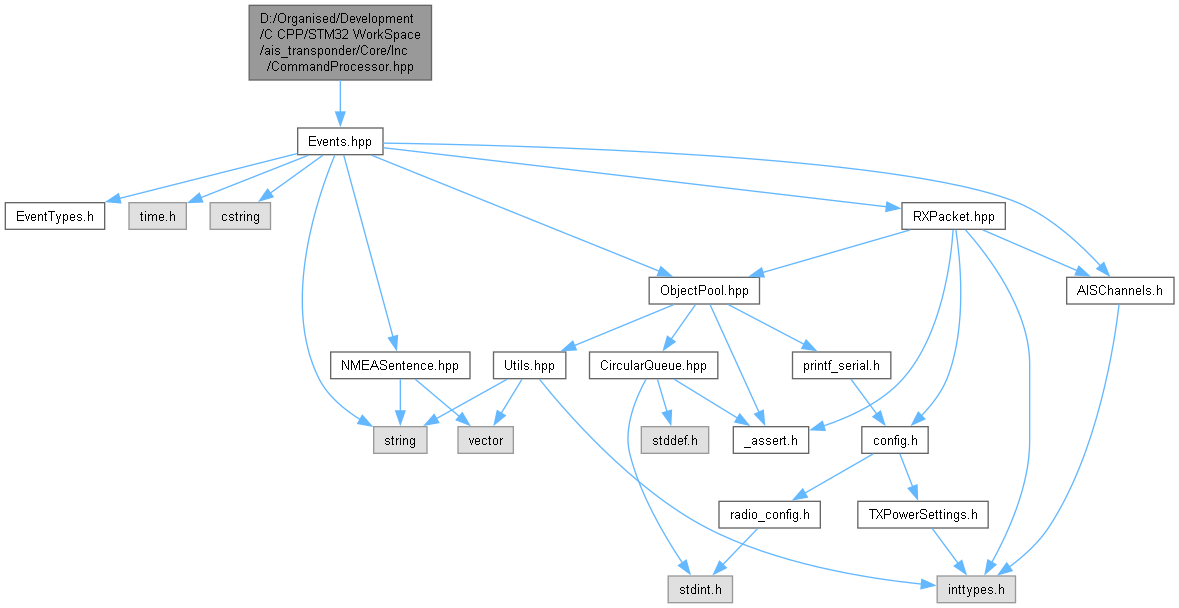 D:/Organised/Development
/C CPP/STM32 WorkSpace
/ais_transponder/Core/Inc
/CommandProcessor.hpp
Events.hpp
EventTypes.h
time.h
cstring
RXPacket.hpp
ObjectPool.hpp
AISChannels.h
NMEASentence.hpp
Utils.hpp
CircularQueue.hpp
printf_serial.h
string
vector
stddef.h
_assert.h
config.h
radio_config.h
TXPowerSettings.h
stdint.h
inttypes.h